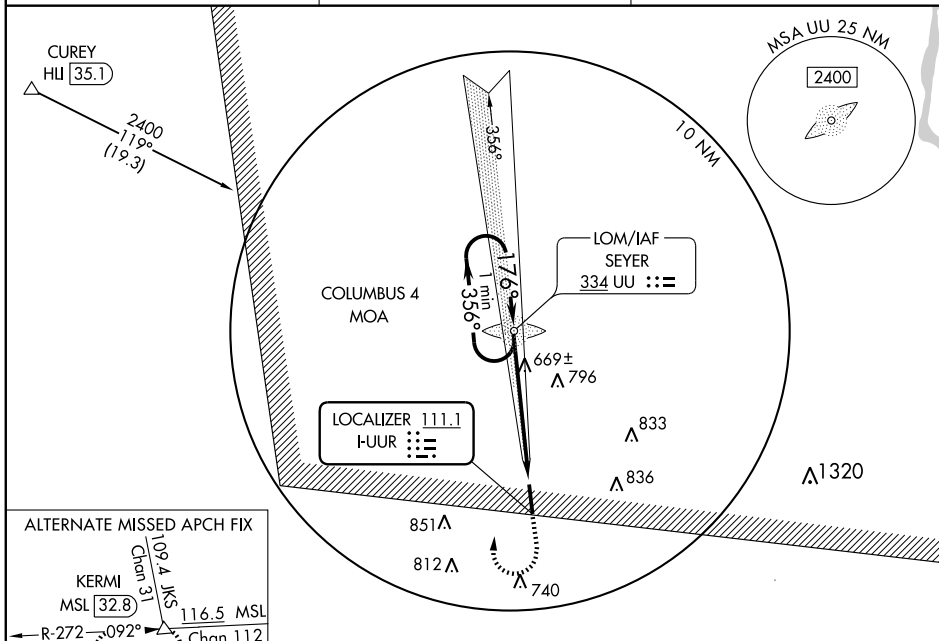 CUREY
HLI 35.1
2400
119°
(19.3)
MSA UU 25 NM
2400
10 NM
356°
LOM/IAF
SEYER
334 UU
176°
1 min
356°
COLUMBUS 4
MOA
669±
796
LOCALIZER 111.1
I-UUR
833
836
1320
851
812
740
ALTERNATE MISSED APCH FIX
109.4 JKS
Chan 31
KERMI
MSL 32.8
116.5 MSL
R-272
092°
Chan 112